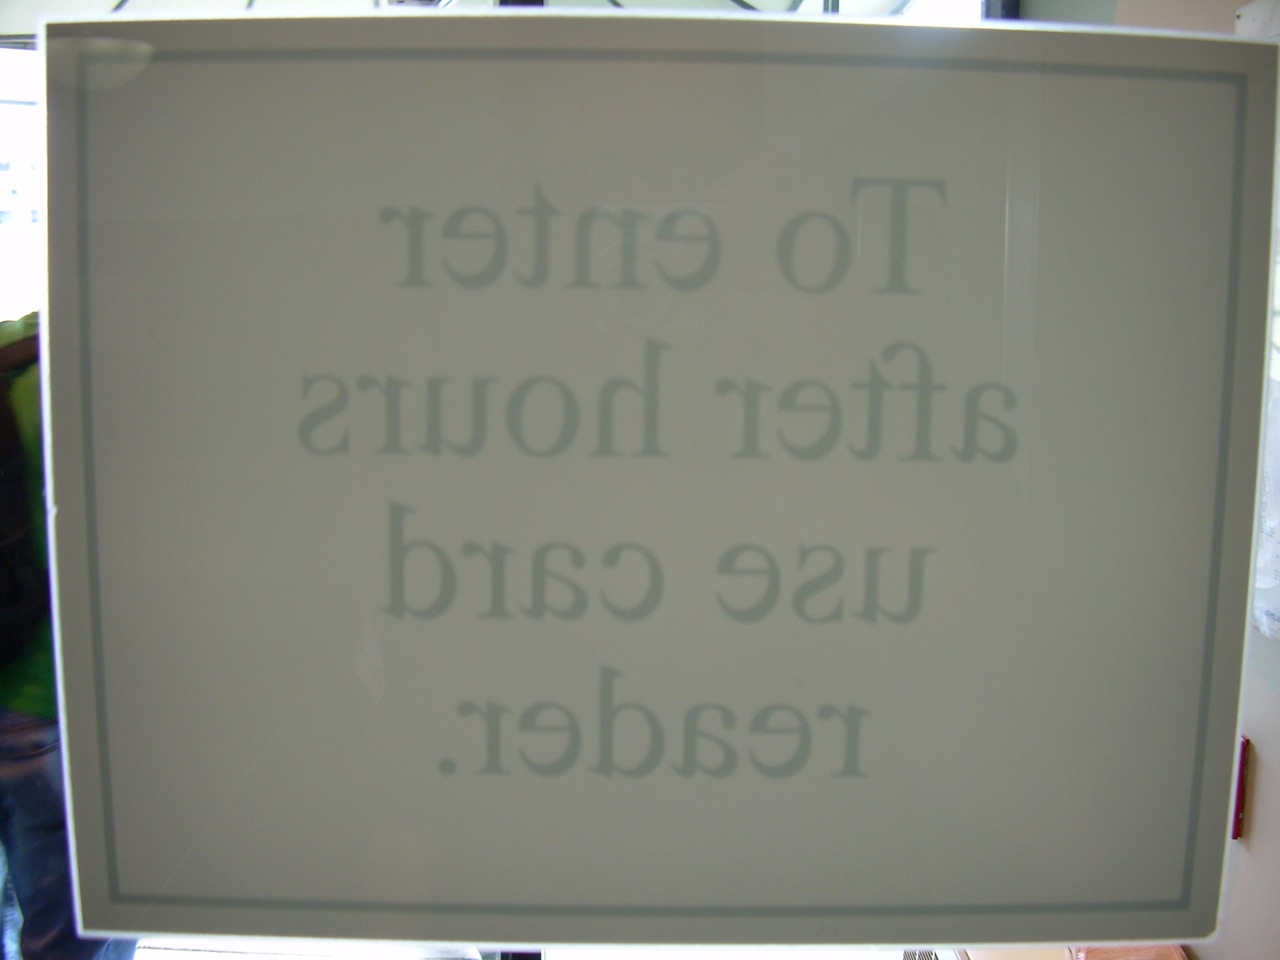 To enter
after hours
use card
reader.